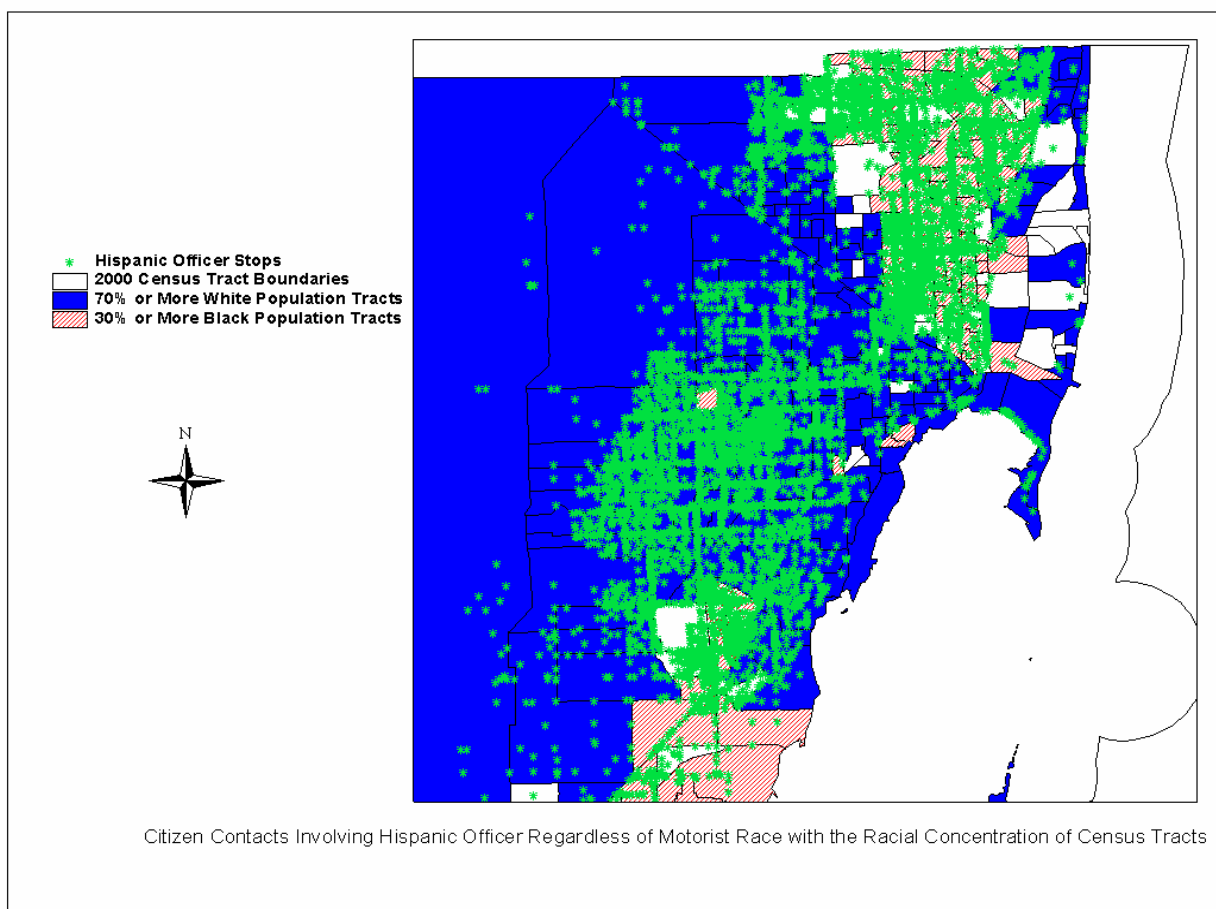 Hispanic Officer Stops
2000 Census Tract Boundaries
70% or More White Population Tracts
30% or More Black Population Tracts
N
Citizen Contacts Involving Hispanic Officer Regardless of Motorist Race with the Racial Concentration of Census Tracts